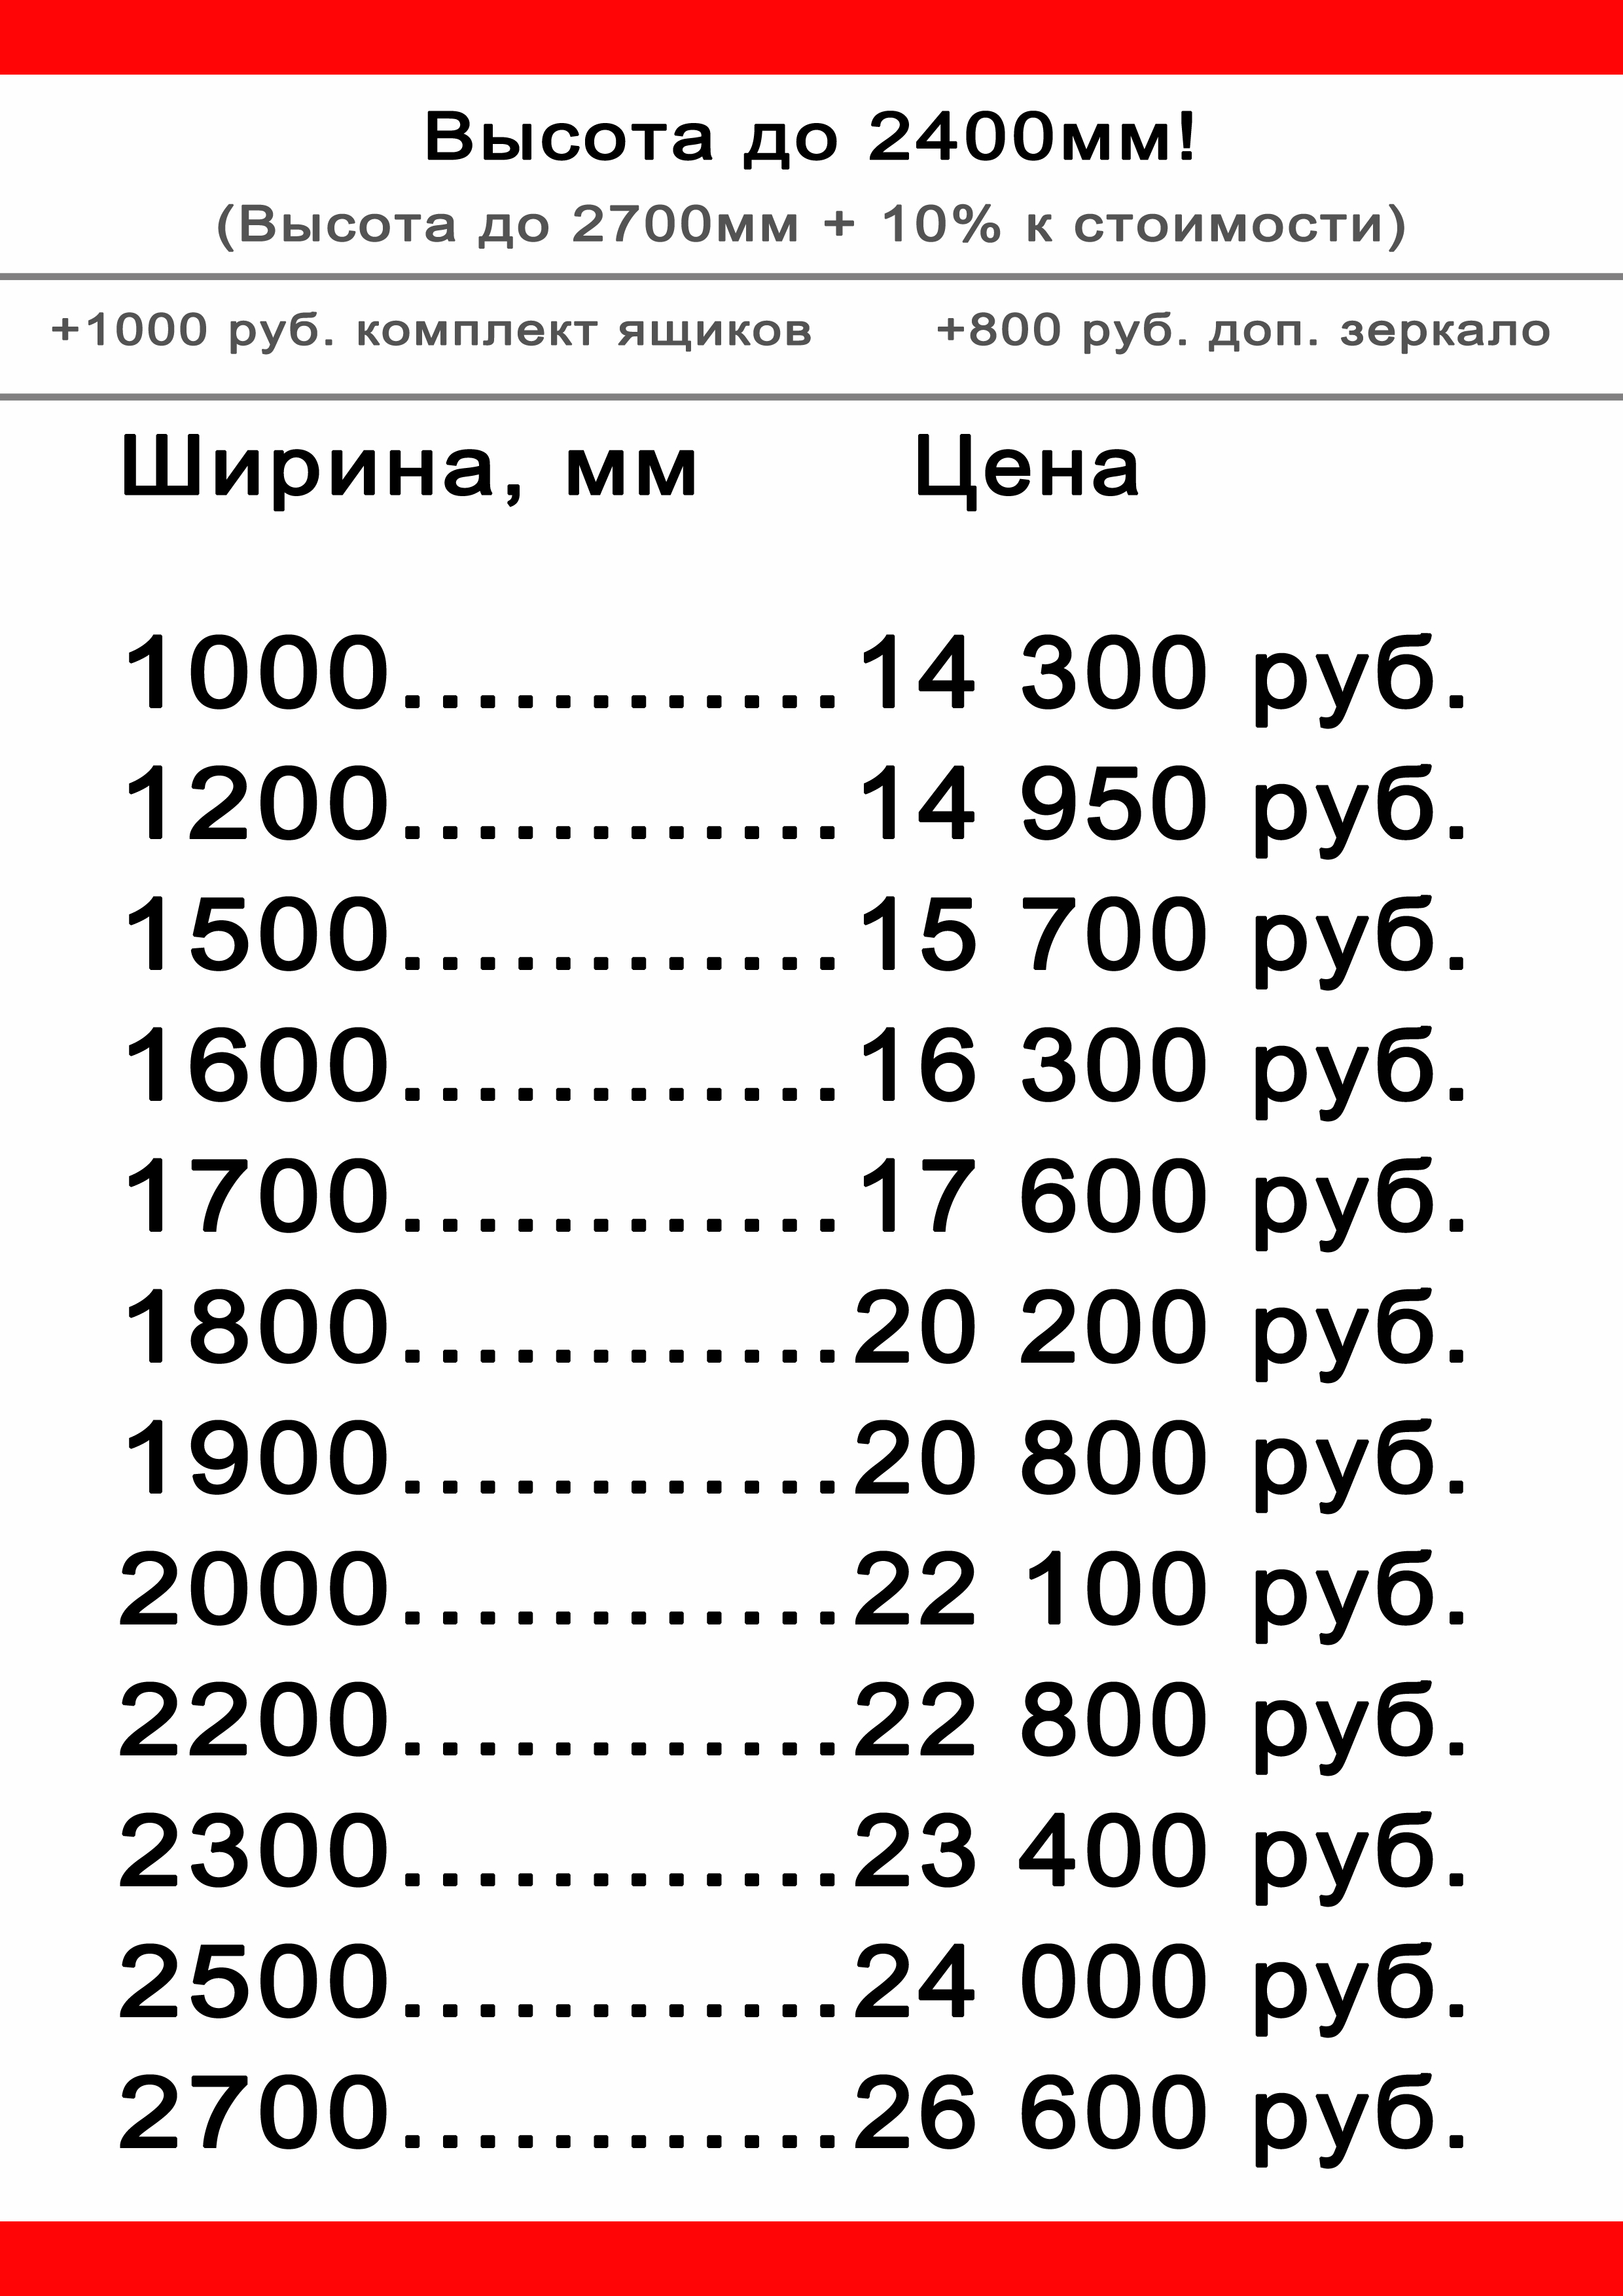 Высота до 2400мм!
(Высота до 2700мм + 10% к стоимости)
+1000 руб. комплект ящиков +800 руб. доп. зеркало
Ширина, мм Цена
1000............14 300 руб.
1200............14 950 руб.
1500............15 700 руб.
1600............16 300 руб.
1700............17 600 руб.
1800............20 200 руб.
1900............20 800 руб.
2000............22 100 руб.
2200............22 800 руб.
2300............23 400 руб.
2500............24 000 руб.
2700............26 600 руб.